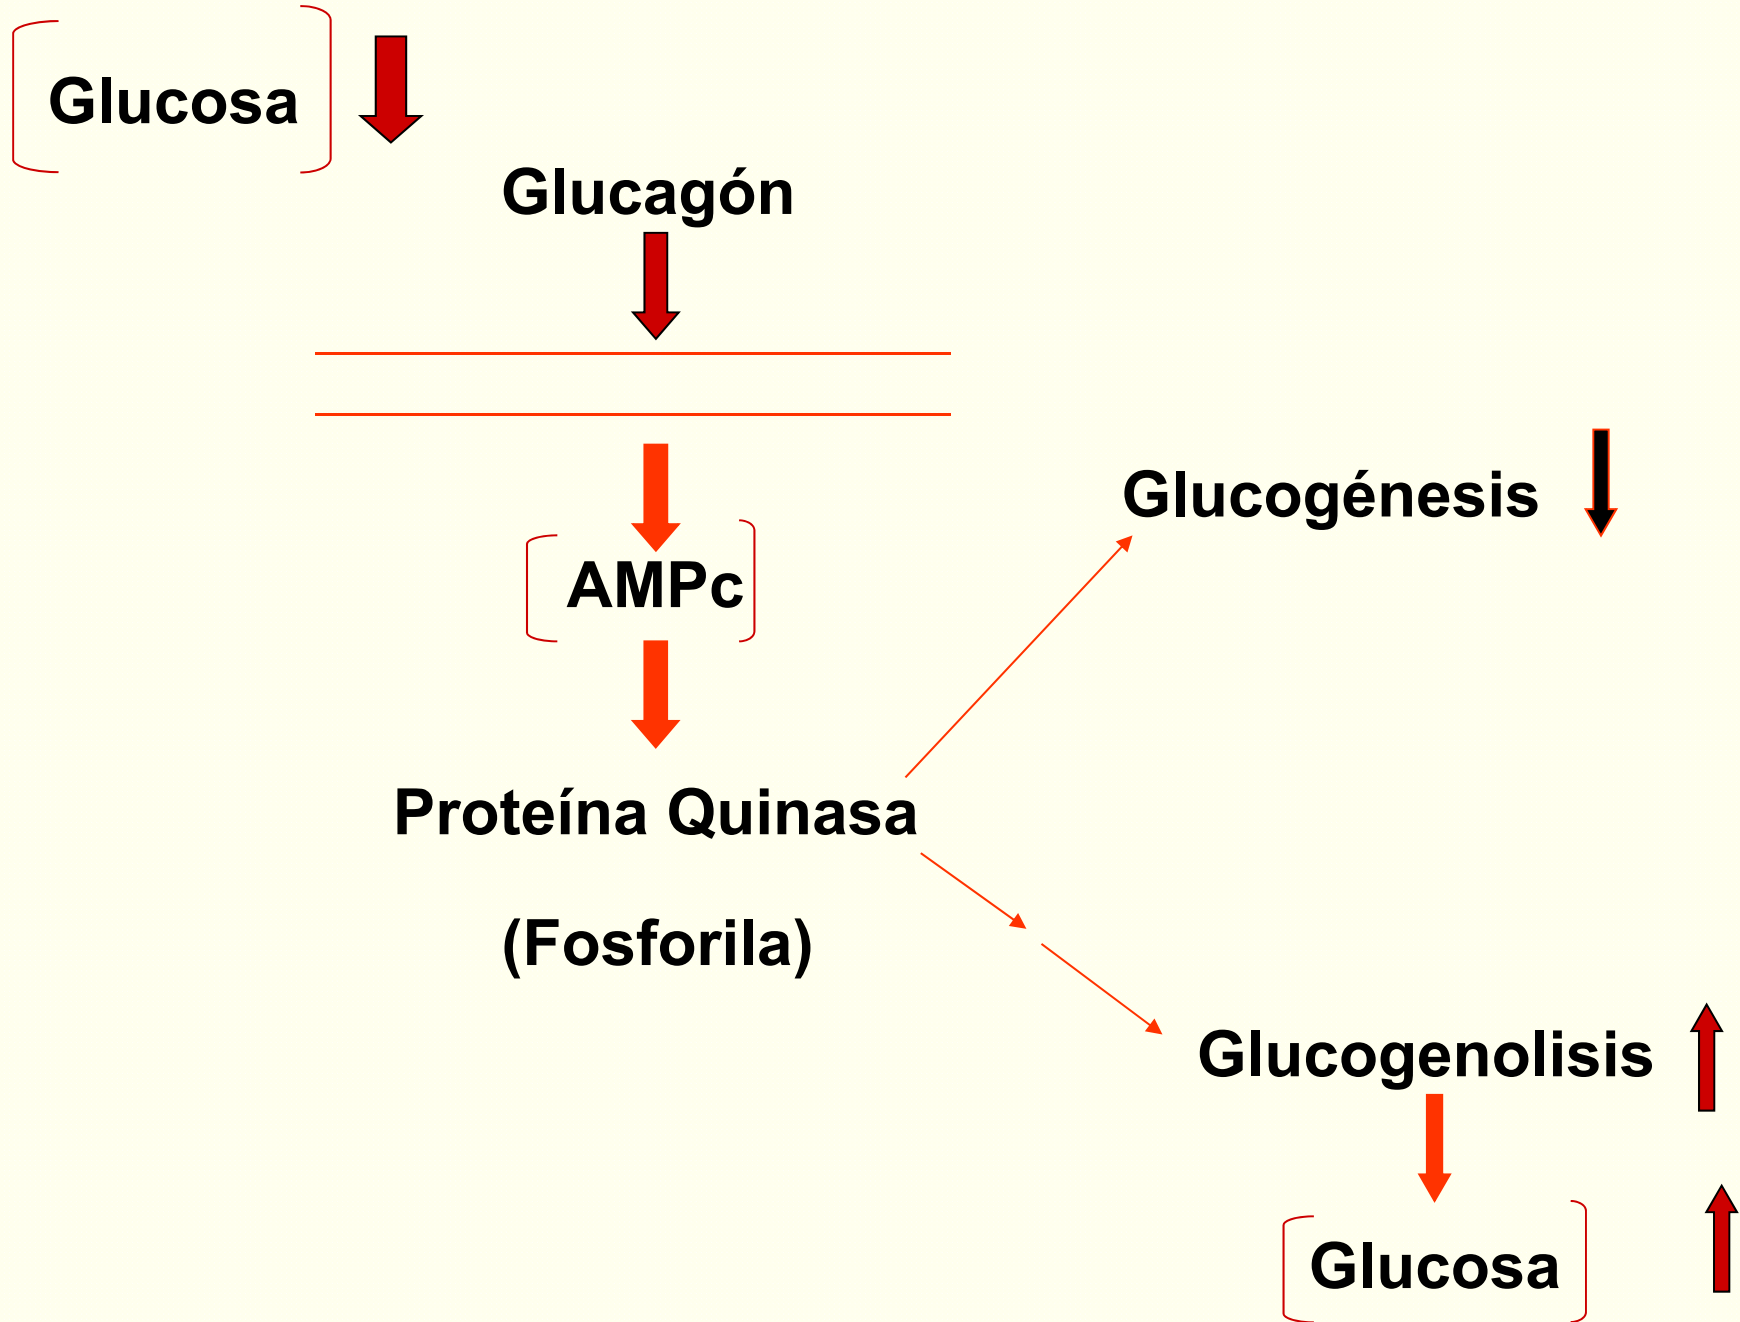 Glucosa
Glucagón
Glucogénesis
AMPc
Proteína Quinasa
(Fosforila)
Glucogenolisis
Glucosa